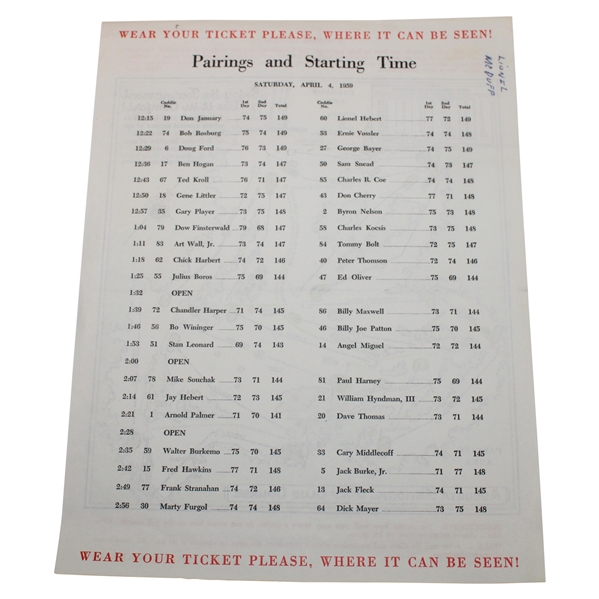 WEAR YOUR TICKET PLEASE, WHERE IT CAN BE SEEN!
Pairings and Starting Time
LIONEL
MCDUFF
SATURDAY, APRIL 4, 1959
Caddie No. 1st Day 2nd Day Total Caddie No. 1st Day 2nd Day Total
12:15 19 Don January 74 75 149 60 Lionel Hebert 77 72 149
12:22 74 Bob Rosburg 75 74 149 53 Ernie Vossler 74 74 148
12:29 6 Doug Ford 76 73 149 27 George Bayer 74 75 149
12:36 17 Ben Hogan 73 74 147 50 Sam Snead 74 73 147
12:43 67 Ted Kroll 76 71 147 85 Charles R. Coe 74 74 148
12:50 18 Gene Littler 72 75 147 43 Don Cherry 77 71 148
12:57 35 Gary Player 73 75 148 2 Byron Nelson 75 73 148
1:04 79 Dow Finsterwald 79 68 147 58 Charles Kocsis 75 73 148
1:11 83 Art Wall, Jr. 73 74 147 84 Tommy Bolt 72 75 147
1:18 62 Chick Harbert 74 72 146 40 Peter Thomson 72 74 146
1:25 55 Julius Boros 75 69 144 47 Ed Oliver 75 69 144
1:32 OPEN
1:39 72 Chandler Harper 71 74 145 86 Billy Maxwell 73 71 144
1:46 56 Bo Wininger 75 70 145 46 Billy Joe Patton 75 70 145
1:53 51 Stan Leonard 69 74 143 14 Angel Miguel 72 72 144
2:00 OPEN
2:07 78 Mike Souchak 73 71 144 81 Paul Harney 75 69 144
2:14 61 Jay Hebert 72 73 145 21 William Hyndman, III 73 72 145
2:21 1 Arnold Palmer 71 70 141 20 Dave Thomas 73 71 144
2:28 OPEN
2:35 59 Walter Burkemo 75 70 145 33 Cary Middlecoff 74 71 145
2:42 15 Fred Hawkins 77 71 148 5 Jack Burke, Jr. 71 77 148
2:49 77 Frank Stranahan 74 72 146 13 Jack Fleck 74 71 145
2:56 30 Marty Furgol 74 74 148 64 Dick Mayer 73 75 148
WEAR YOUR TICKET PLEASE, WHERE IT CAN BE SEEN!